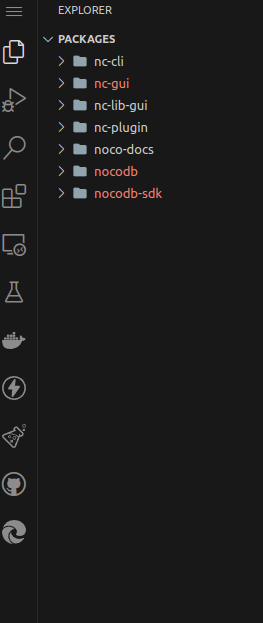 EXPLORER
PACKAGES
nc-cli
nc-gui
nc-lib-gui
nc-plugin
noco-docs
nocodb
nocodb-sdk